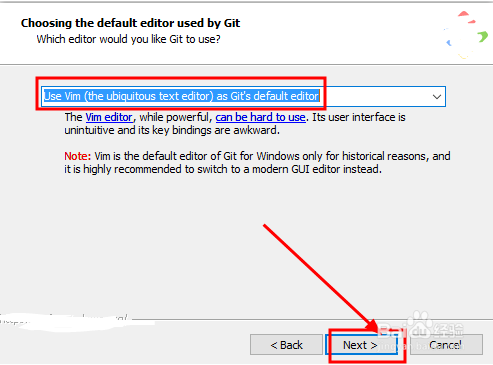 Choosing the default editor used by Git
Which editor would you like Git to use?
Use Vim (the ubiquitous text editor) as Git's default editor
The Vim editor, while powerful, can be hard to use. Its user interface is
unintuitive and its key bindings are awkward.
Note: Vim is the default editor of Git for Windows only for historical reasons, and
it is highly recommended to switch to a modern GUI editor instead.
< Back
Next >
Cancel